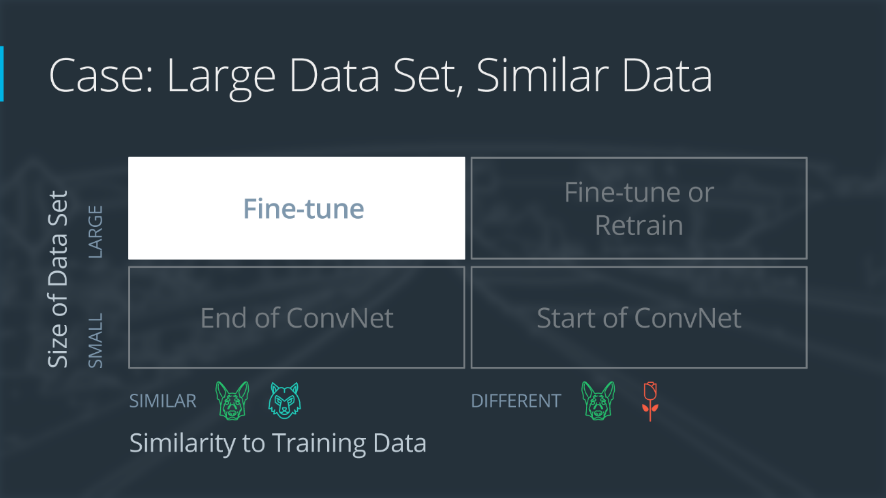 Case: Large Data Set, Similar Data
Size of Data Set
LARGE
Fine-tune
Fine-tune or
Retrain
SMALL
End of ConvNet
Start of ConvNet
SIMILAR
DIFFERENT
Similarity to Training Data